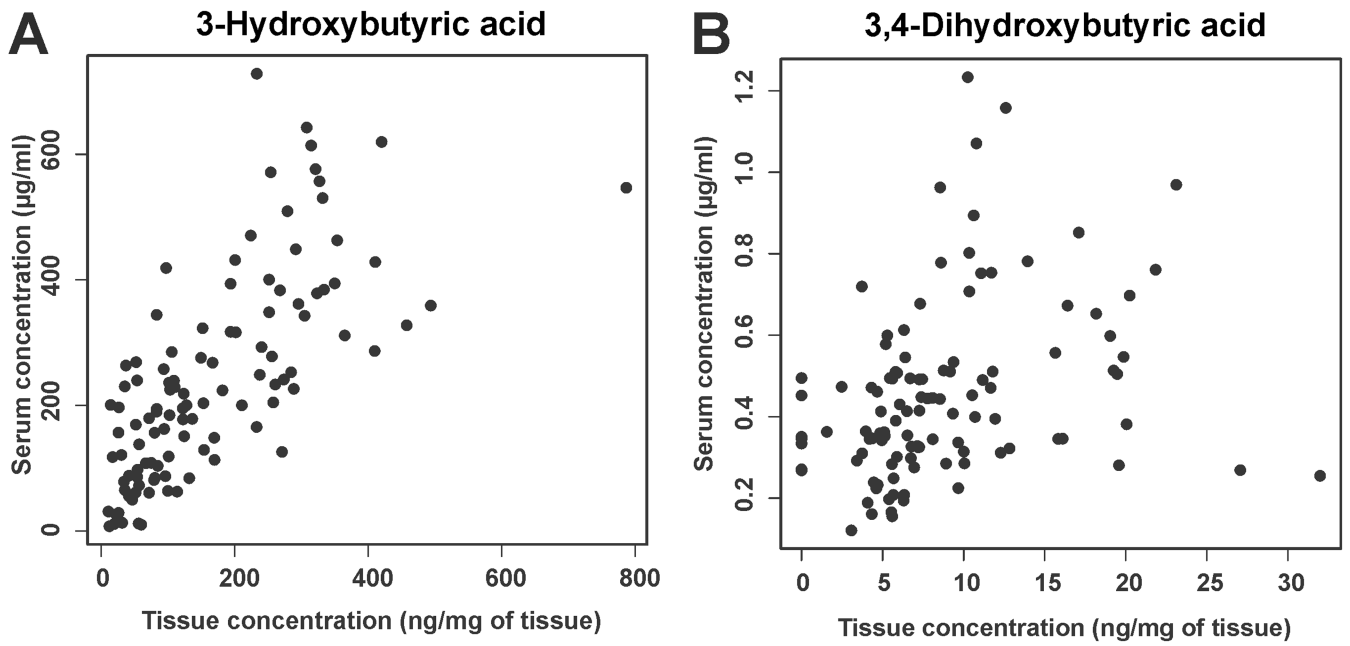 A
3-Hydroxybutyric acid
Serum concentration (µg/ml)
600
400
200
0
0 200 400 600 800
Tissue concentration (ng/mg of tissue)
B
3,4-Dihydroxybutyric acid
Serum concentration (µg/ml)
1.2
1.0
0.8
0.6
0.4
0.2
0 5 10 15 20 25 30
Tissue concentration (ng/mg of tissue)